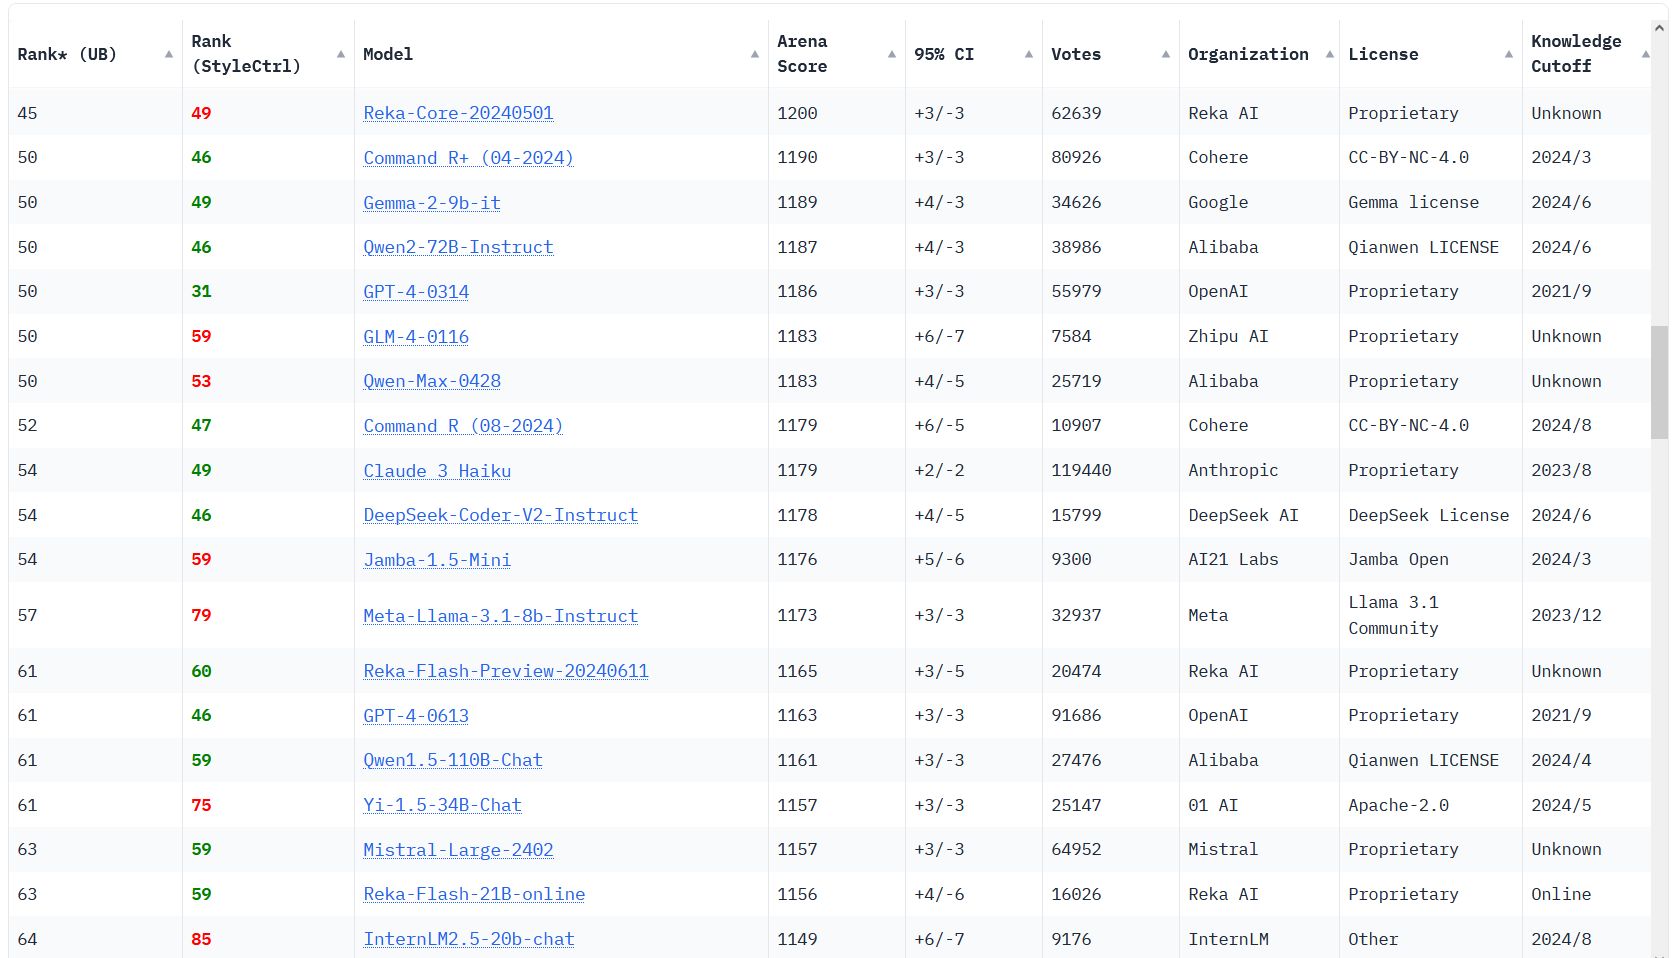 Rank* (UB) Rank (StyleCtrl) Model Arena Score 95% CI Votes Organization License Knowledge Cutoff
45 49 Reka-Core-20240501 1200 +3/-3 62639 Reka AI Proprietary Unknown
50 46 Command R+ (04-2024) 1190 +3/-3 80926 Cohere CC-BY-NC-4.0 2024/3
50 49 Gemma-2-9b-it 1189 +4/-3 34626 Google Gemma license 2024/6
50 46 Qwen2-72B-Instruct 1187 +4/-3 38986 Alibaba Qianwen LICENSE 2024/6
50 31 GPT-4-0314 1186 +3/-3 55979 OpenAI Proprietary 2021/9
50 59 GLM-4-0116 1183 +6/-7 7584 Zhipu AI Proprietary Unknown
50 53 Qwen-Max-0428 1183 +4/-5 25719 Alibaba Proprietary Unknown
52 47 Command R (08-2024) 1179 +6/-5 10907 Cohere CC-BY-NC-4.0 2024/8
54 49 Claude 3 Haiku 1179 +2/-2 119440 Anthropic Proprietary 2023/8
54 46 DeepSeek-Coder-V2-Instruct 1178 +4/-5 15799 DeepSeek AI DeepSeek License 2024/6
54 59 Jamba-1.5-Mini 1176 +5/-6 9300 AI21 Labs Jamba Open 2024/3
57 79 Meta-Llama-3.1-8b-Instruct 1173 +3/-3 32937 Meta Llama 3.1 Community 2023/12
61 60 Reka-Flash-Preview-20240611 1165 +3/-5 20474 Reka AI Proprietary Unknown
61 46 GPT-4-0613 1163 +3/-3 91686 OpenAI Proprietary 2021/9
61 59 Qwen1.5-110B-Chat 1161 +3/-3 27476 Alibaba Qianwen LICENSE 2024/4
61 75 Yi-1.5-34B-Chat 1157 +3/-3 25147 01 AI Apache-2.0 2024/5
63 59 Mistral-Large-2402 1157 +3/-3 64952 Mistral Proprietary Unknown
63 59 Reka-Flash-21B-online 1156 +4/-6 16026 Reka AI Proprietary Online
64 85 InternLM2.5-20b-chat 1149 +6/-7 9176 InternLM Other 2024/8